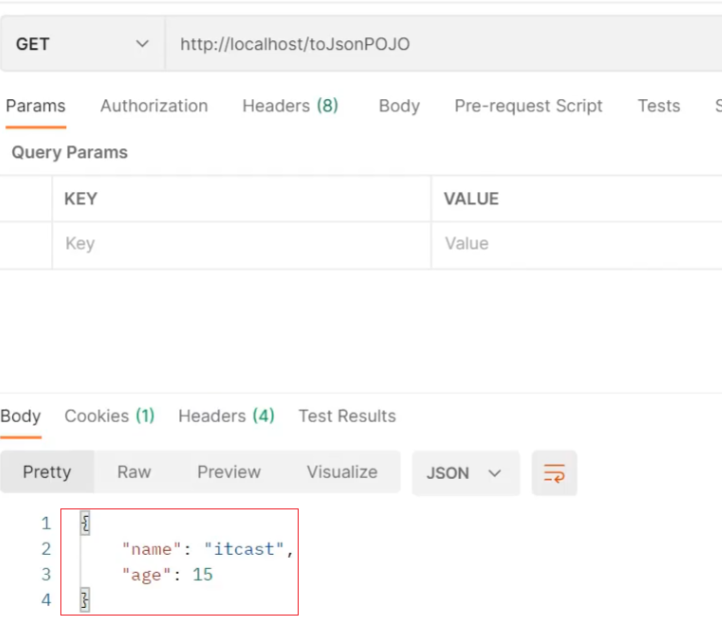 GET http://localhost/toJsonPOJO
Params Authorization Headers (8) Body Pre-request Script Tests S
Query Params
KEY VALUE
Key Value
Body Cookies (1) Headers (4) Test Results
Pretty Raw Preview Visualize JSON
1 {
2 "name": "itcast",
3 "age": 15
4 }